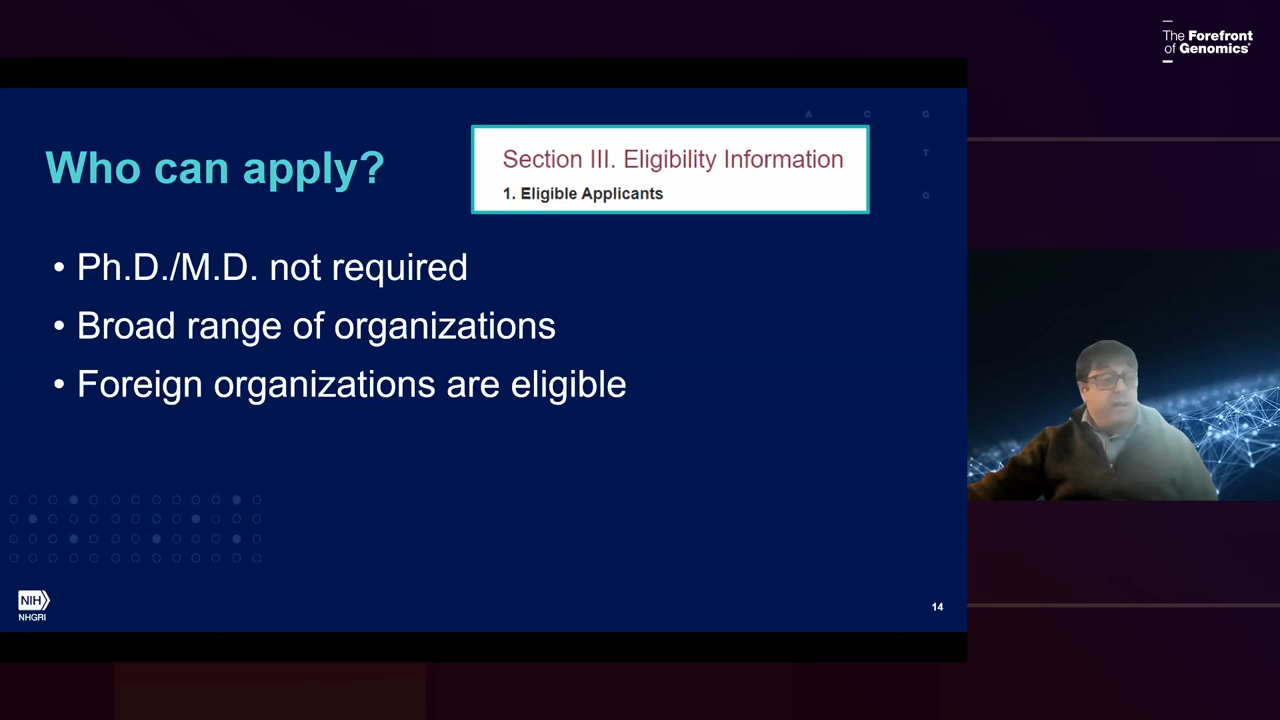 The Forefront
of Genomics®
A C G
T
G
Who can apply?
Section III. Eligibility Information
1. Eligible Applicants
• Ph.D./M.D. not required
• Broad range of organizations
• Foreign organizations are eligible
NIH
NHGRI
14